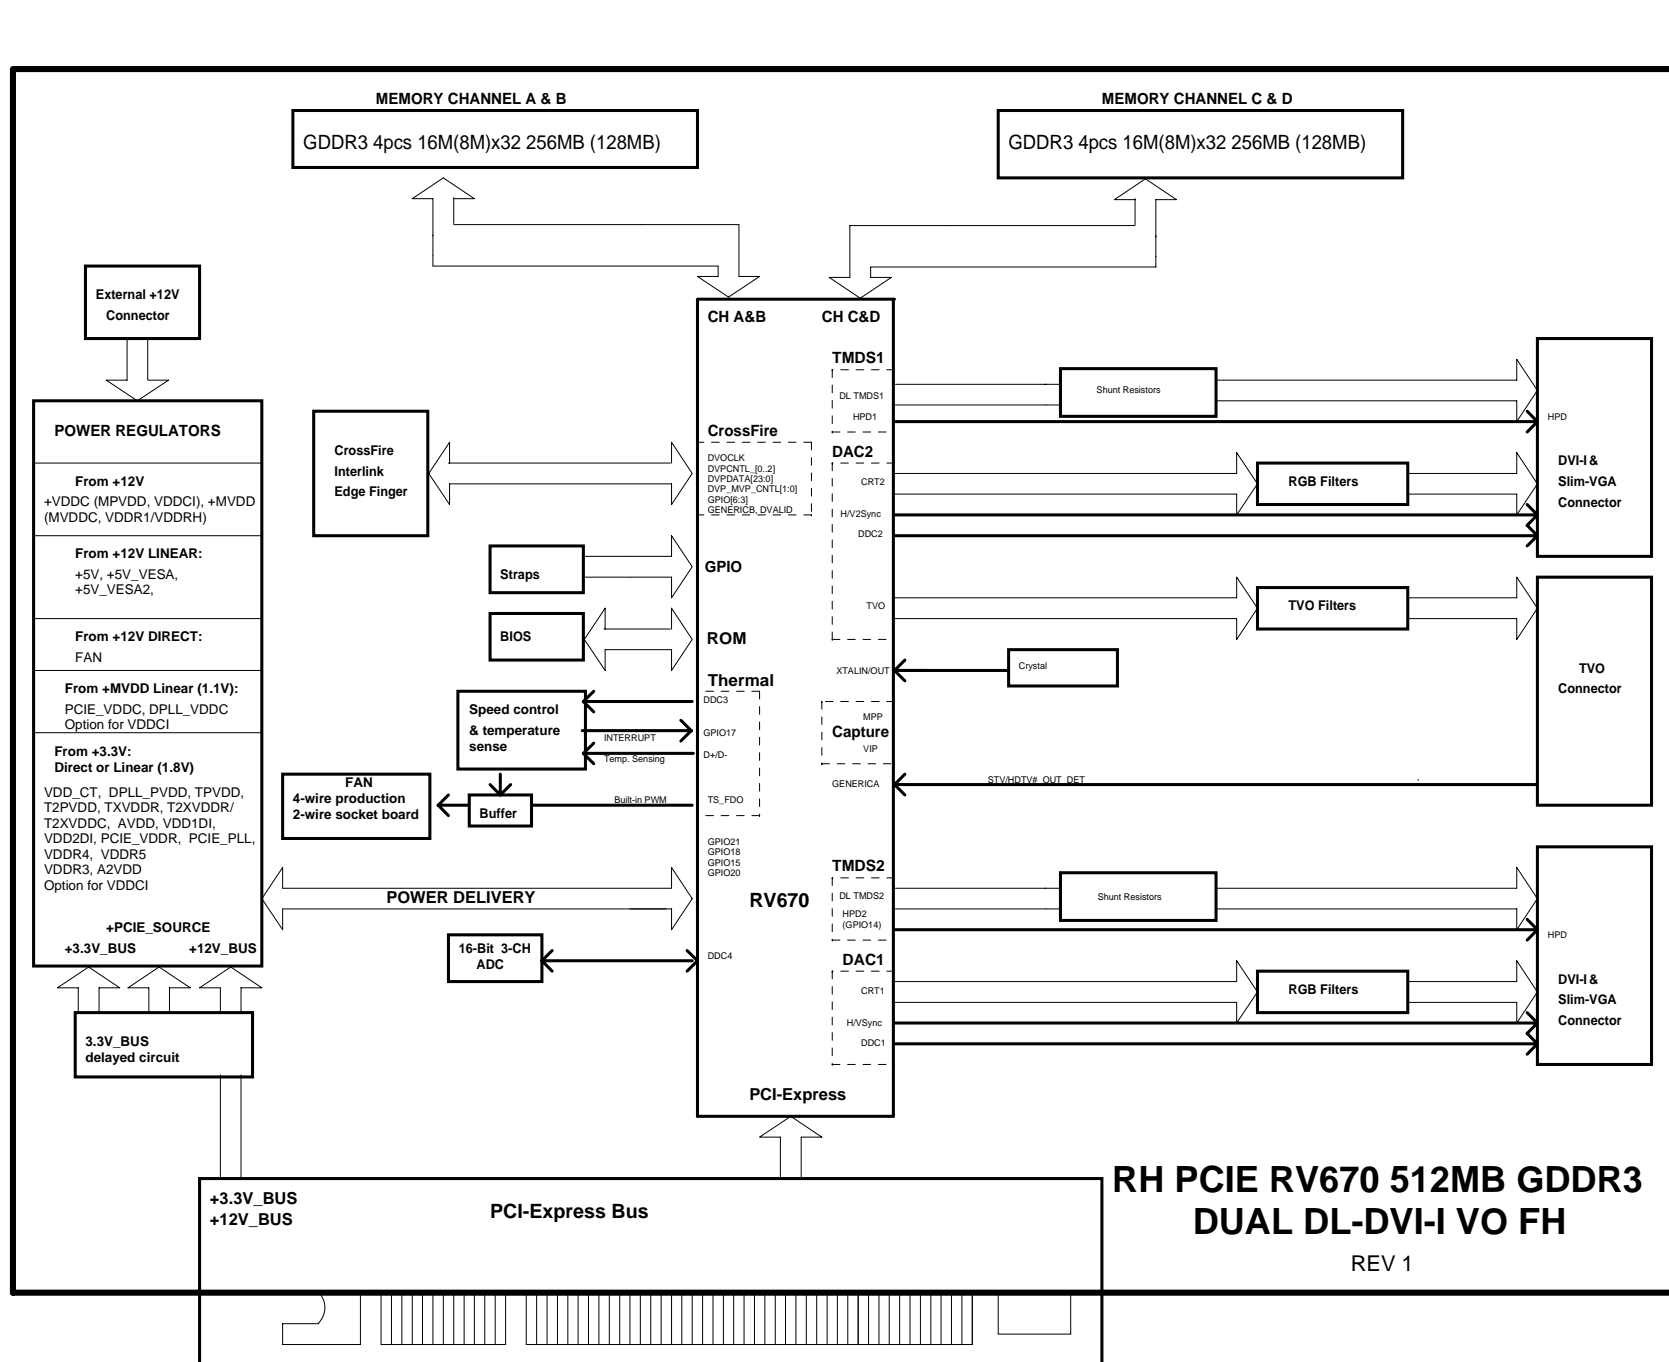 MEMORY CHANNEL A & B
GDDR3 4pcs 16M(8M)x32 256MB (128MB)
MEMORY CHANNEL C & D
GDDR3 4pcs 16M(8M)x32 256MB (128MB)
External +12V
Connector
POWER REGULATORS
From +12V
+VDDC (MPVDD, VDDCI), +MVDD
(MVDDC, VDDR1/VDDRH)
From +12V LINEAR:
+5V, +5V_VESA,
+5V_VESA2,
From +12V DIRECT:
FAN
From +MVDD Linear (1.1V):
PCIE_VDDC, DPLL_VDDC
Option for VDDCI
From +3.3V:
Direct or Linear (1.8V)
VDD_CT, DPLL_PVDD, TPVDD,
T2PVDD, TXVDDR, T2XVDDR/
T2XVDDC, AVDD, VDD1DI,
VDD2DI, PCIE_VDDR, PCIE_PLL,
VDDR4, VDDR5
VDDR3, A2VDD
Option for VDDCI
+PCIE_SOURCE
+3.3V_BUS
+12V_BUS
3.3V_BUS
delayed circuit
CrossFire
Interlink
Edge Finger
Straps
BIOS
Speed control
& temperature
sense
INTERRUPT
Temp. Sensing
FAN
4-wire production
2-wire socket board
Buffer
Built-in PWM
POWER DELIVERY
16-Bit 3-CH
ADC
CH A&B
CH C&D
CrossFire
DVOCLK
DVPCNTL_[0..2]
DVPDATA[23:0]
DVP_MVP_CNTL[1:0]
GPIO[6:3]
GENERICB, DVALID
GPIO
ROM
Thermal
DDC3
GPIO17
D+/D-
TS_FDO
GPIO21
GPIO18
GPIO15
GPIO20
RV670
DDC4
PCI-Express
TMDS1
DL TMDS1
HPD1
DAC2
CRT2
H/V2Sync
DDC2
TVO
XTALIN/OUT
MPP
Capture
VIP
GENERICA
TMDS2
DL TMDS2
HPD2
(GPIO14)
DAC1
CRT1
H/VSync
DDC1
Shunt Resistors
RGB Filters
TVO Filters
Crystal
STV/HDTV# OUT DET
Shunt Resistors
RGB Filters
HPD
DVI-I &
Slim-VGA
Connector
TVO
Connector
HPD
DVI-I &
Slim-VGA
Connector
+3.3V_BUS
+12V_BUS
PCI-Express Bus
RH PCIE RV670 512MB GDDR3
DUAL DL-DVI-I VO FH
REV 1